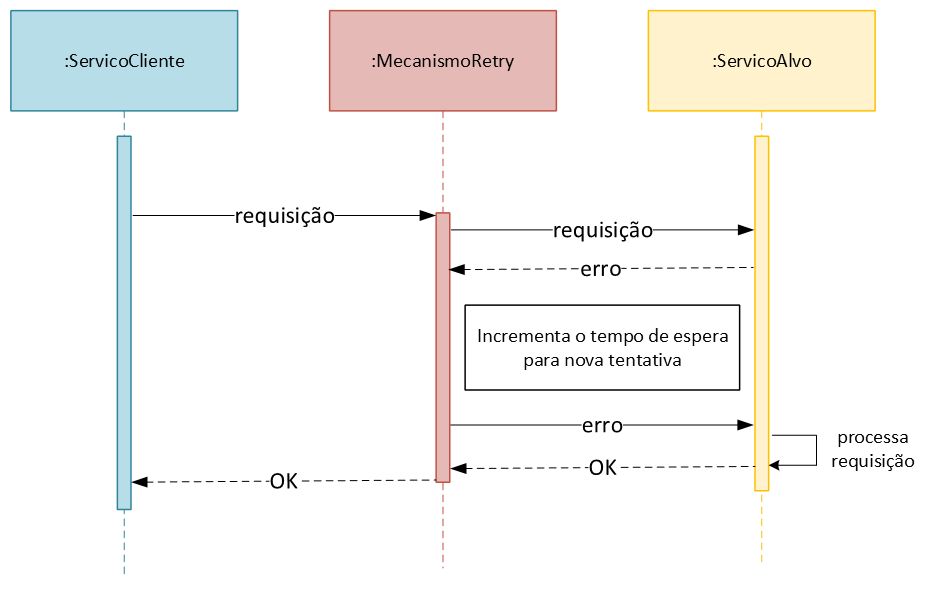 :ServicoCliente
:MecanismoRetry
:ServicoAlvo
requisição
requisição
erro
Incrementa o tempo de espera
para nova tentativa
erro
processa
requisição
OK
OK